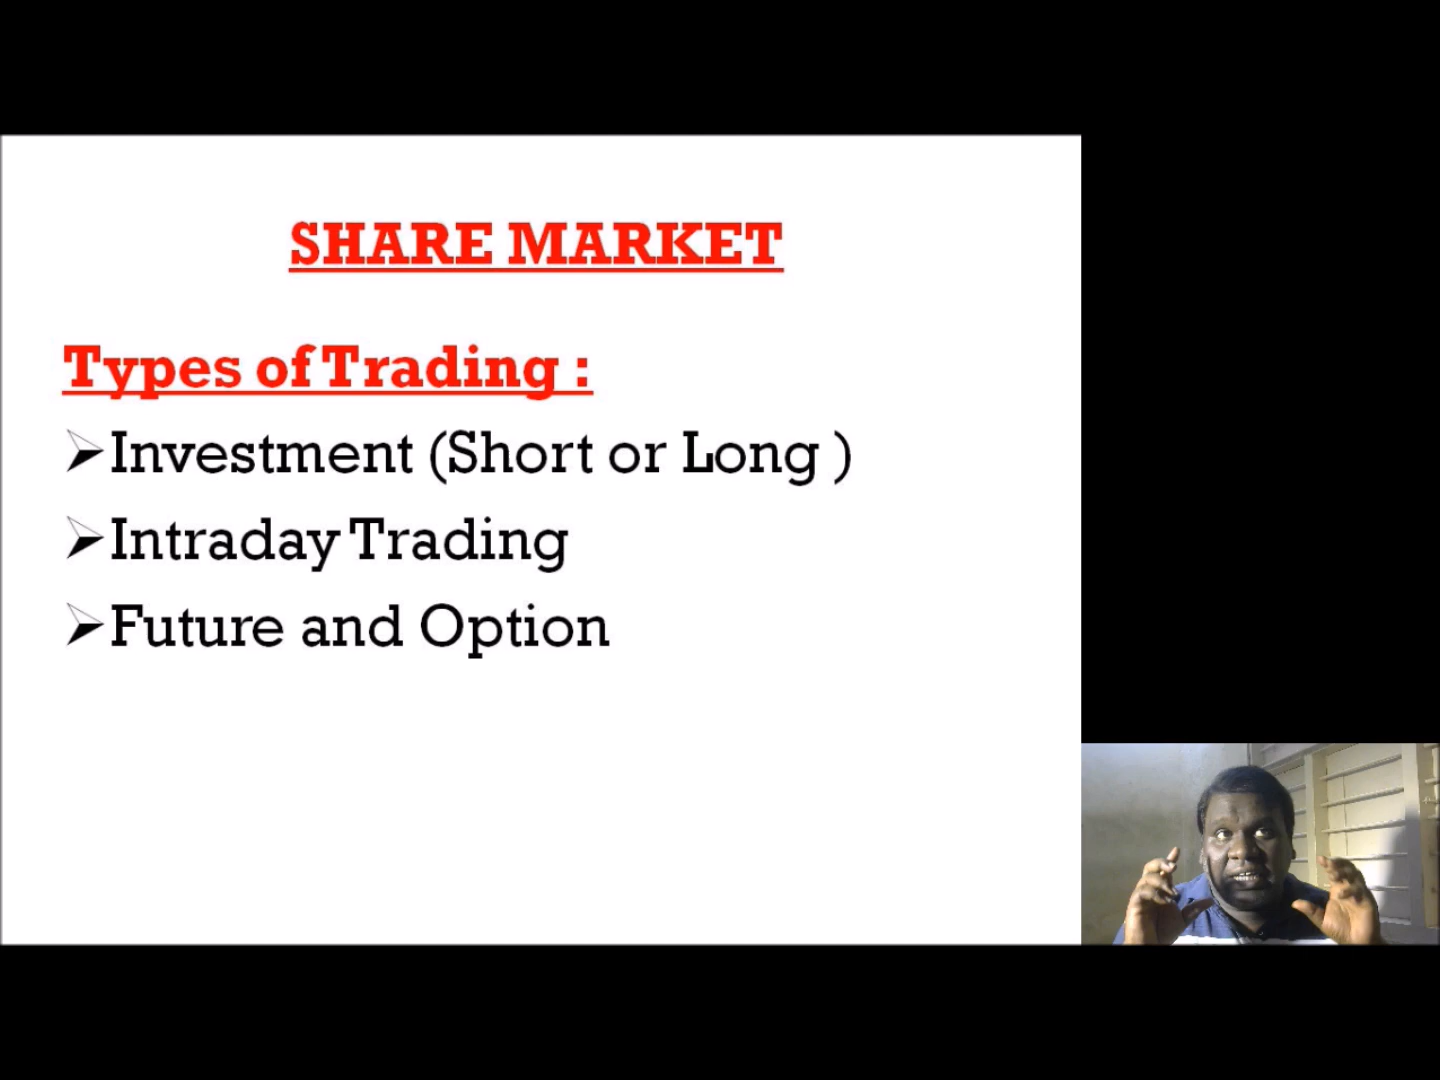 SHARE MARKET
Types of Trading :
➢Investment (Short or Long )
➢Intraday Trading
➢Future and Option